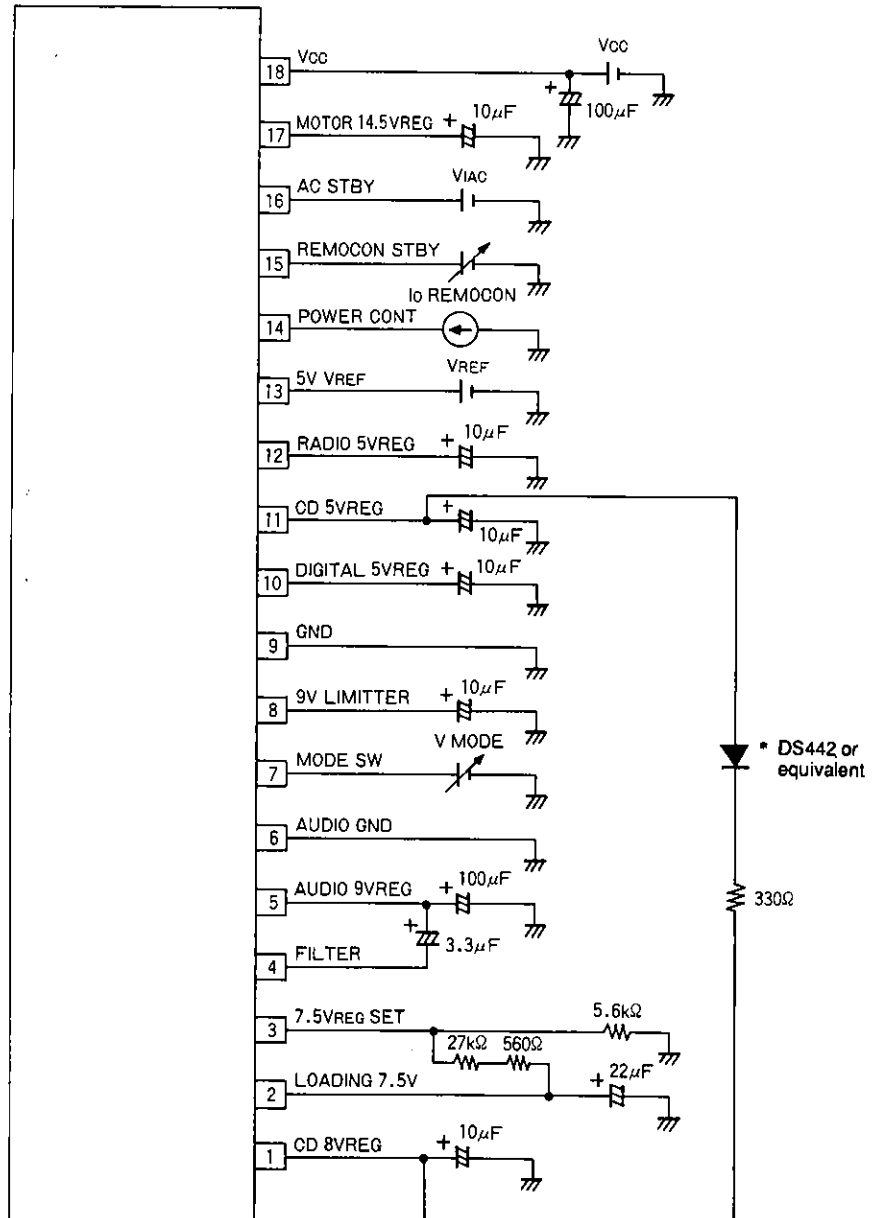 18 VCC
VCC
+ 100μF
17 MOTOR 14.5VREG + 10μF
16 AC STBY VIAC
15 REMOCON STBY
IO REMOCON
14 POWER CONT
13 5V VREF VREF
12 RADIO 5VREG + 10μF
11 CD 5VREG + 10μF
10 DIGITAL 5VREG + 10μF
9 GND
8 9V LIMITTER + 10μF
V MODE
7 MODE SW
* DS442 or
equivalent
6 AUDIO GND
5 AUDIO 9VREG + 100μF
330Ω
+ 3.3μF
4 FILTER
3 7.5VREG SET 5.6kΩ
27kΩ 560Ω
2 LOADING 7.5V + 22μF
1 CD 8VREG + 10μF